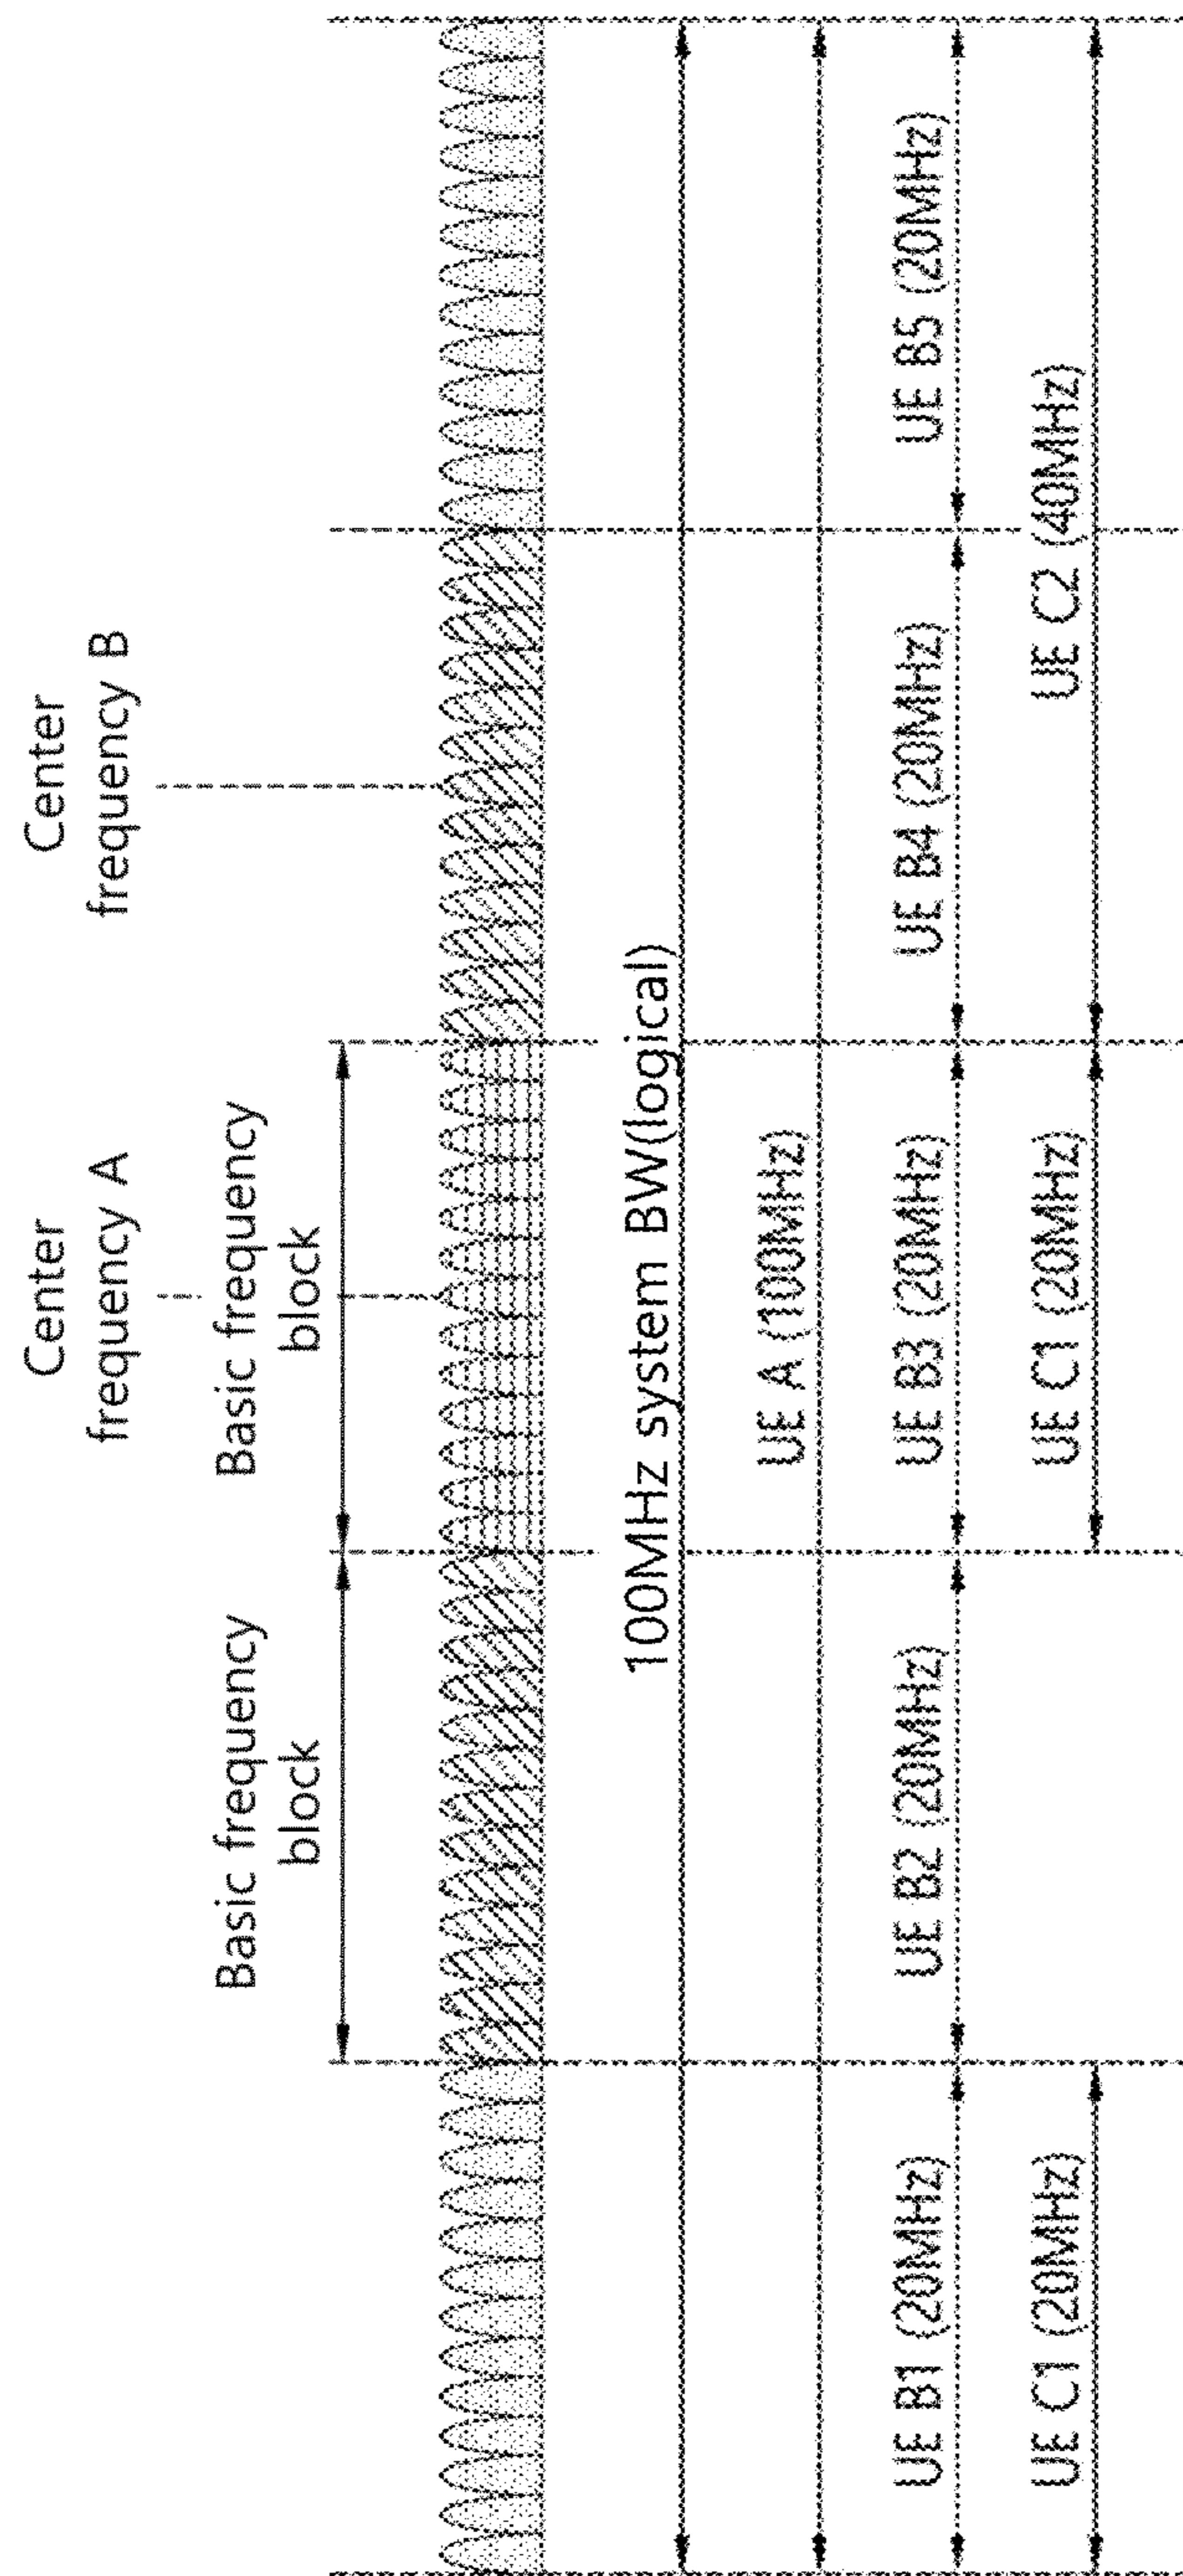 Center
frequency A
Center
frequency B
Basic frequency
block
Basic frequency
block
100MHz system BW(logical)
UE A (100MHz)
UE B1 (20MHz)
UE B2 (20MHz)
UE B3 (20MHz)
UE B4 (20MHz)
UE B5 (20MHz)
UE C1 (20MHz)
UE C1 (20MHz)
UE C2 (40MHz)